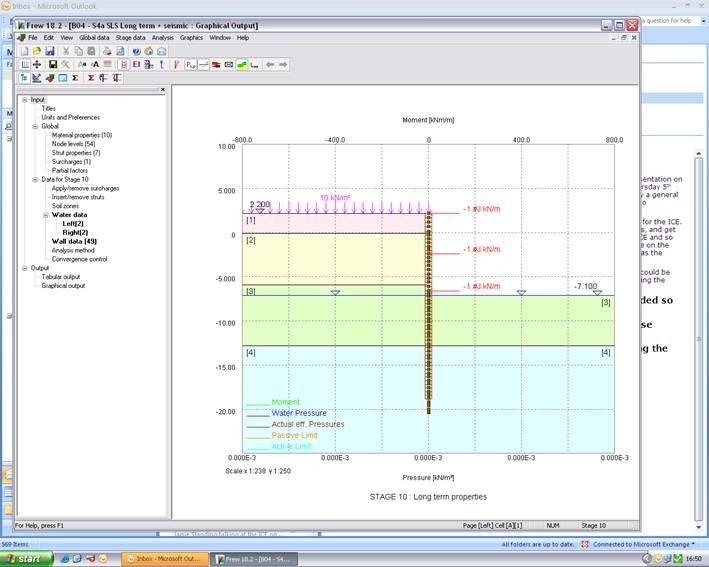 Inbox - Microsoft Outlook
Frew 18.2 - [B04 - S4a SLS Long term + seismic : Graphical Output]
a question for help
File Edit View Global data Stage data Analysis Graphics Window Help
Input
Titles
Units and Preferences
Global
Material properties (10)
Node levels (54)
Strut properties (7)
Surcharges (1)
Partial factors
Data for Stage 10
Apply/remove surcharges
Insert/remove struts
Soil zones
Water data
Left(2)
Right(2)
Wall data (49)
Analysis method
Convergence control
Output
Tabular output
Graphical output
Moment [kNm/m]
-800.0 -400.0 0 400.0 800.0
10.00
5.000
0
-5.000
-10.00
-15.00
-20.00
10 kN/m²
2.200
[1]
[2]
[3]
[4]
-1.#J kN/m
-1.#J kN/m
-1.#J kN/m
-7.100
[3]
[4]
Moment
Water Pressure
Actual eff. Pressures
Passive Limit
Active Limit
0.000E-3 0.000E-3 0.000E-3 0.000E-3 0.000E-3
Scale x 1:238 y 1:250
Pressure [kN/m²]
STAGE 10 : Long term properties
esentation on
rsday 5th
y a general
o
for the ICE.
s, and get
CE and so
e on the
as the
could be
ing the
ded so
se
ng the
For Help, press F1
Page [Left] Cell [A][1] NUM Stage 10
Jamie Standing talking at the ICE on
569 Items
All folders are up to date. Connected to Microsoft Exchange
start
Inbox - Microsoft Out...
Frew 18.2 - [B04 - S4...
16:50